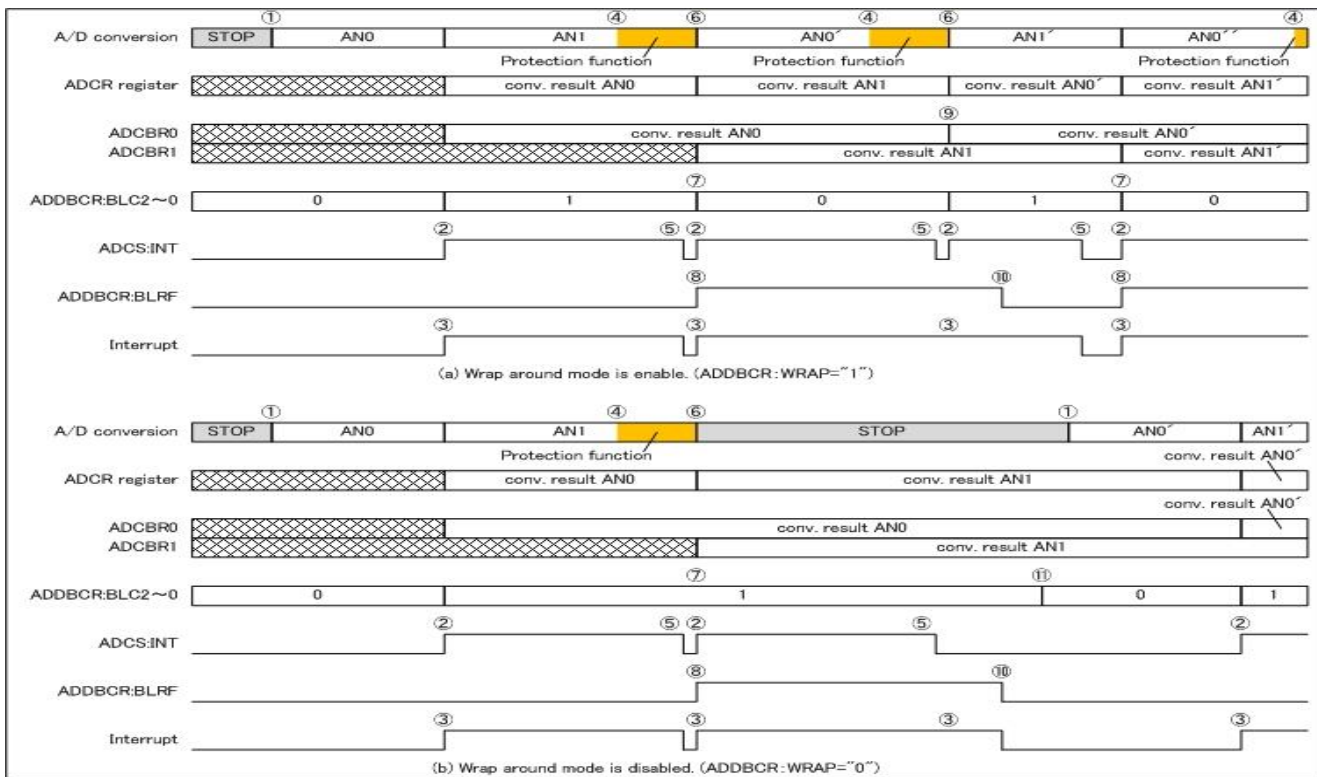 ① ④ ⑥ ④ ⑥ ④
A/D conversion STOP AN0 AN1 AN0´ AN1´ AN0´´
Protection function Protection function Protection function
ADCR register conv. result AN0 conv. result AN1 conv. result AN0´ conv. result AN1´
⑨
ADCBR0 conv. result AN0 conv. result AN0´
ADCBR1 conv. result AN1 conv. result AN1´
⑦ ⑦
ADDBCR:BLC2～0 0 1 0 1 0
② ⑤ ② ⑤ ② ⑤ ②
ADCS:INT
⑧ ⑩ ⑧
ADDBCR:BLRF
③ ③ ③ ③
Interrupt
(a) Wrap around mode is enable. (ADDBCR:WRAP="1")
① ④ ⑥ ①
A/D conversion STOP AN0 AN1 STOP AN0´ AN1´
Protection function conv. result AN0´
ADCR register conv. result AN0 conv. result AN1
conv. result AN0´
ADCBR0 conv. result AN0
ADCBR1 conv. result AN1
⑦ ⑪
ADDBCR:BLC2～0 0 1 0 1
② ⑤ ② ⑤ ②
ADCS:INT
⑧ ⑩
ADDBCR:BLRF
③ ③ ③ ③
Interrupt
(b) Wrap around mode is disabled. (ADDBCR:WRAP="0")